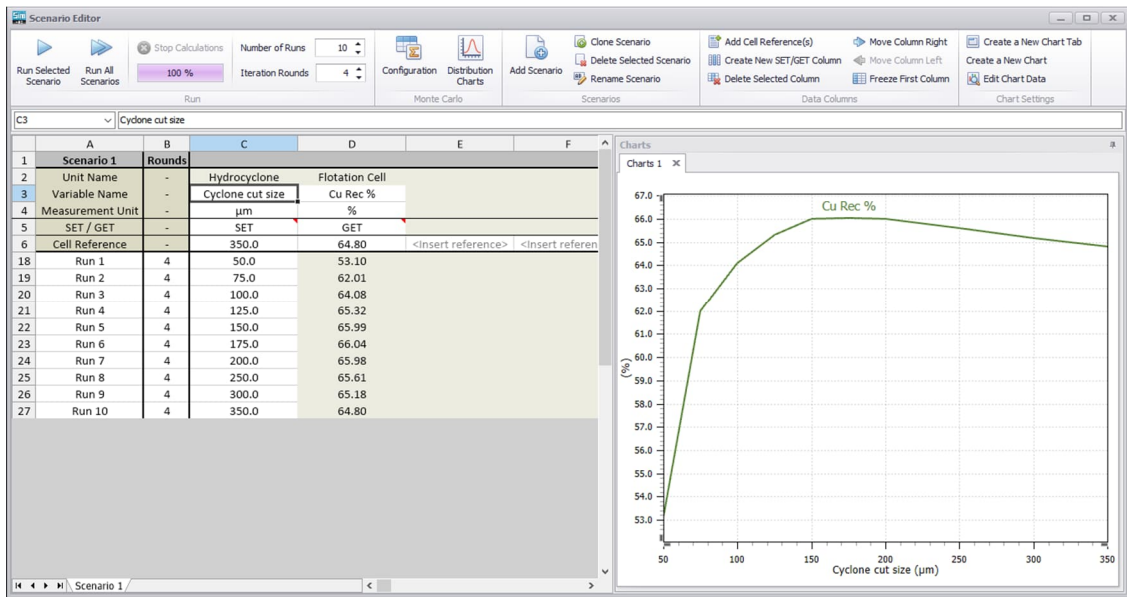 Scenario Editor
Run Selected Scenario
Run All Scenarios
Stop Calculations
100 %
Number of Runs 10
Iteration Rounds 4
Run
Configuration
Distribution Charts
Monte Carlo
Add Scenario
Clone Scenario
Delete Selected Scenario
Rename Scenario
Scenarios
Add Cell Reference(s)
Create New SET/GET Column
Delete Selected Column
Move Column Right
Move Column Left
Freeze First Column
Data Columns
Create a New Chart Tab
Create a New Chart
Edit Chart Data
Chart Settings
C3 Cyclone cut size
A B C D E F
1 Scenario 1 Rounds
2 Unit Name - Hydrocyclone Flotation Cell
3 Variable Name - Cyclone cut size Cu Rec %
4 Measurement Unit - µm %
5 SET / GET - SET GET
6 Cell Reference - 350.0 64.80 <Insert reference> <Insert referen
18 Run 1 4 50.0 53.10
19 Run 2 4 75.0 62.01
20 Run 3 4 100.0 64.08
21 Run 4 4 125.0 65.32
22 Run 5 4 150.0 65.99
23 Run 6 4 175.0 66.04
24 Run 7 4 200.0 65.98
25 Run 8 4 250.0 65.61
26 Run 9 4 300.0 65.18
27 Run 10 4 350.0 64.80
Scenario 1
Charts
Charts 1
Cu Rec %
67.0
66.0
65.0
64.0
63.0
62.0
61.0
60.0
59.0
58.0
57.0
56.0
55.0
54.0
53.0
(%)
50 100 150 200 250 300 350
Cyclone cut size (µm)